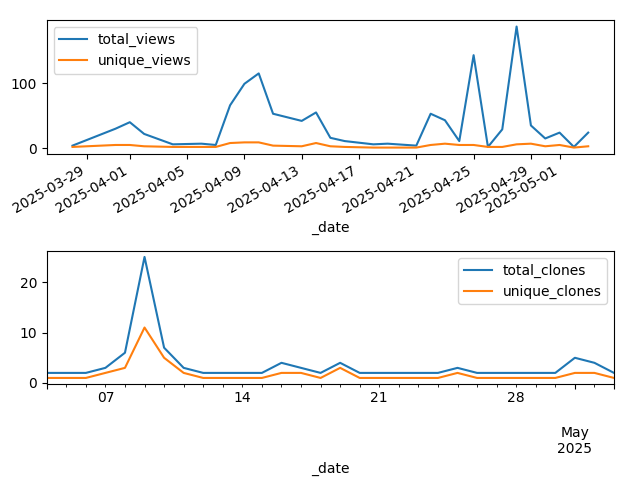 total_views
unique_views
100
0
2025-03-29
2025-04-01
2025-04-05
2025-04-09
2025-04-13
2025-04-17
2025-04-21
2025-04-25
2025-04-29
2025-05-01
_date
total_clones
unique_clones
20
10
0
07
14
21
28
May
2025
_date